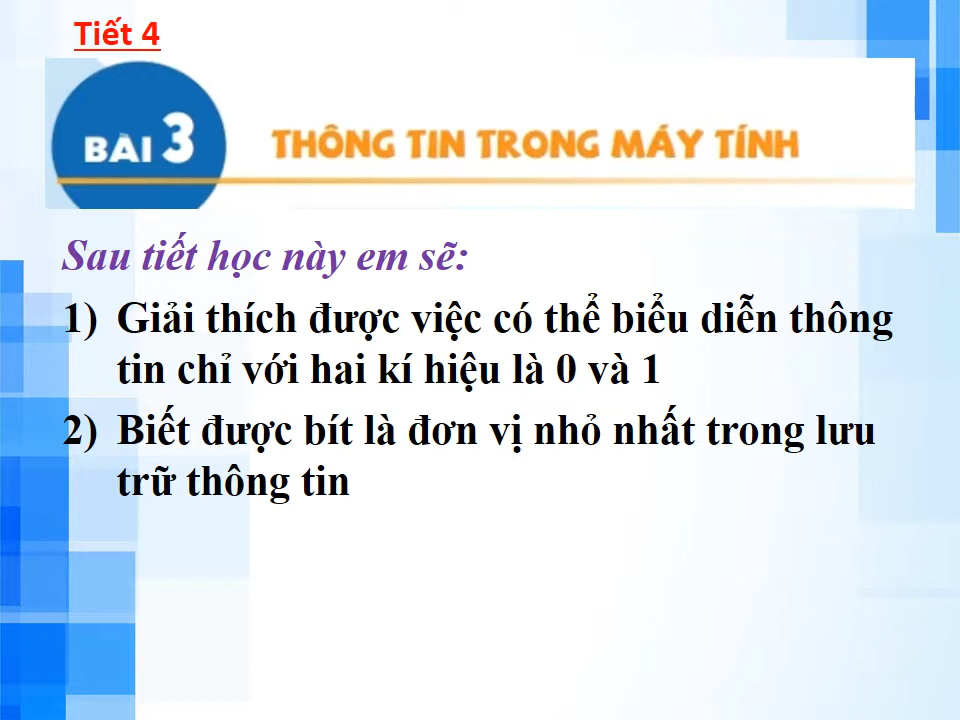 Tiết 4
BÀI 3
THÔNG TIN TRONG MÁY TÍNH
Sau tiết học này em sẽ:
1) Giải thích được việc có thể biểu diễn thông
tin chỉ với hai kí hiệu là 0 và 1
2) Biết được bít là đơn vị nhỏ nhất trong lưu
trữ thông tin